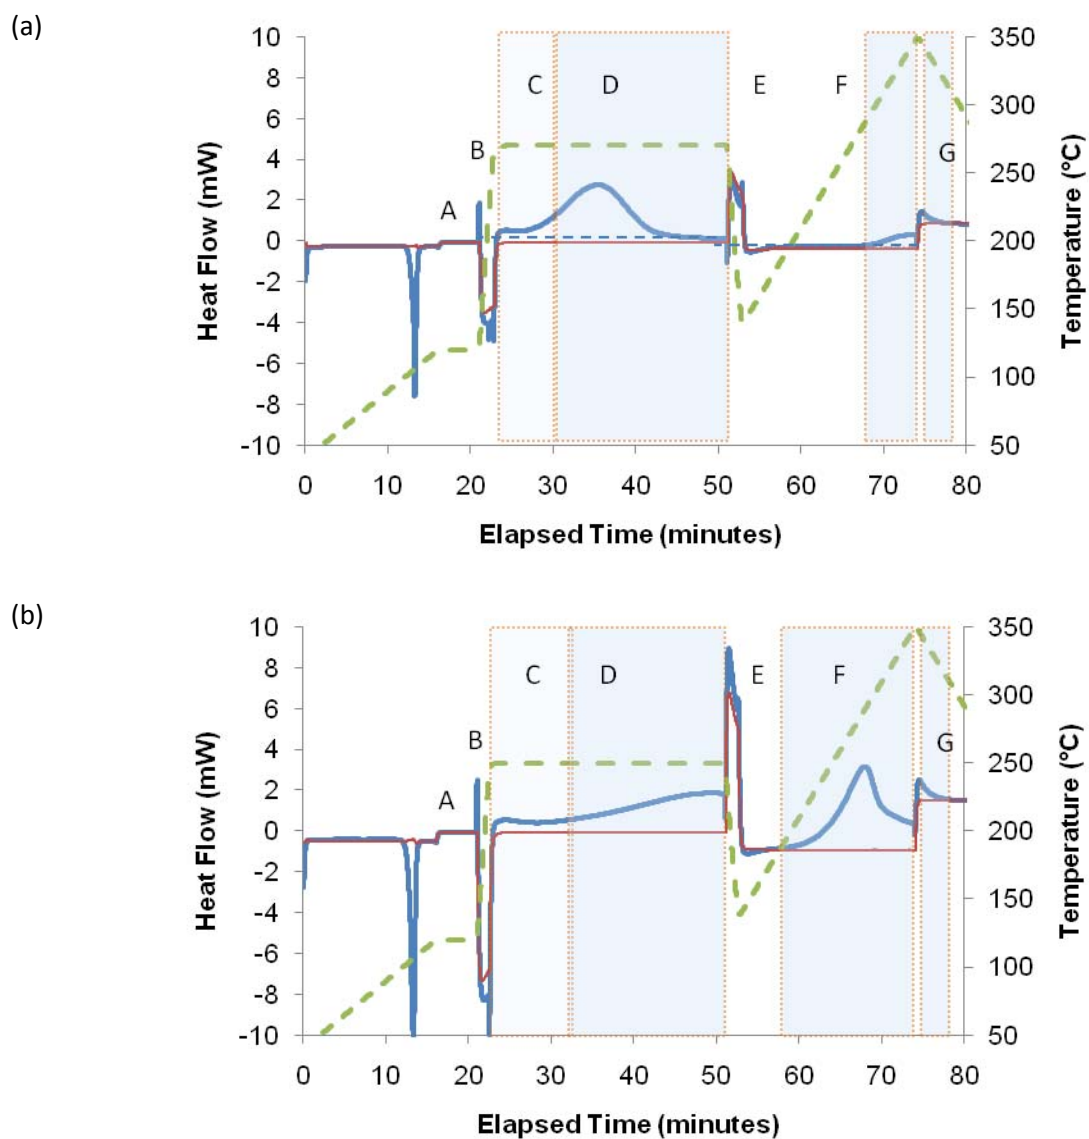 (a)
10
8
6
4
2
0
-2
-4
-6
-8
-10
Heat Flow (mW)
350
300
250
200
150
100
50
Temperature (°C)
A
B
C
D
E
F
G
0 10 20 30 40 50 60 70 80
Elapsed Time (minutes)
(b)
10
8
6
4
2
0
-2
-4
-6
-8
-10
Heat Flow (mW)
350
300
250
200
150
100
50
Temperature (°C)
A
B
C
D
E
F
G
0 10 20 30 40 50 60 70 80
Elapsed Time (minutes)